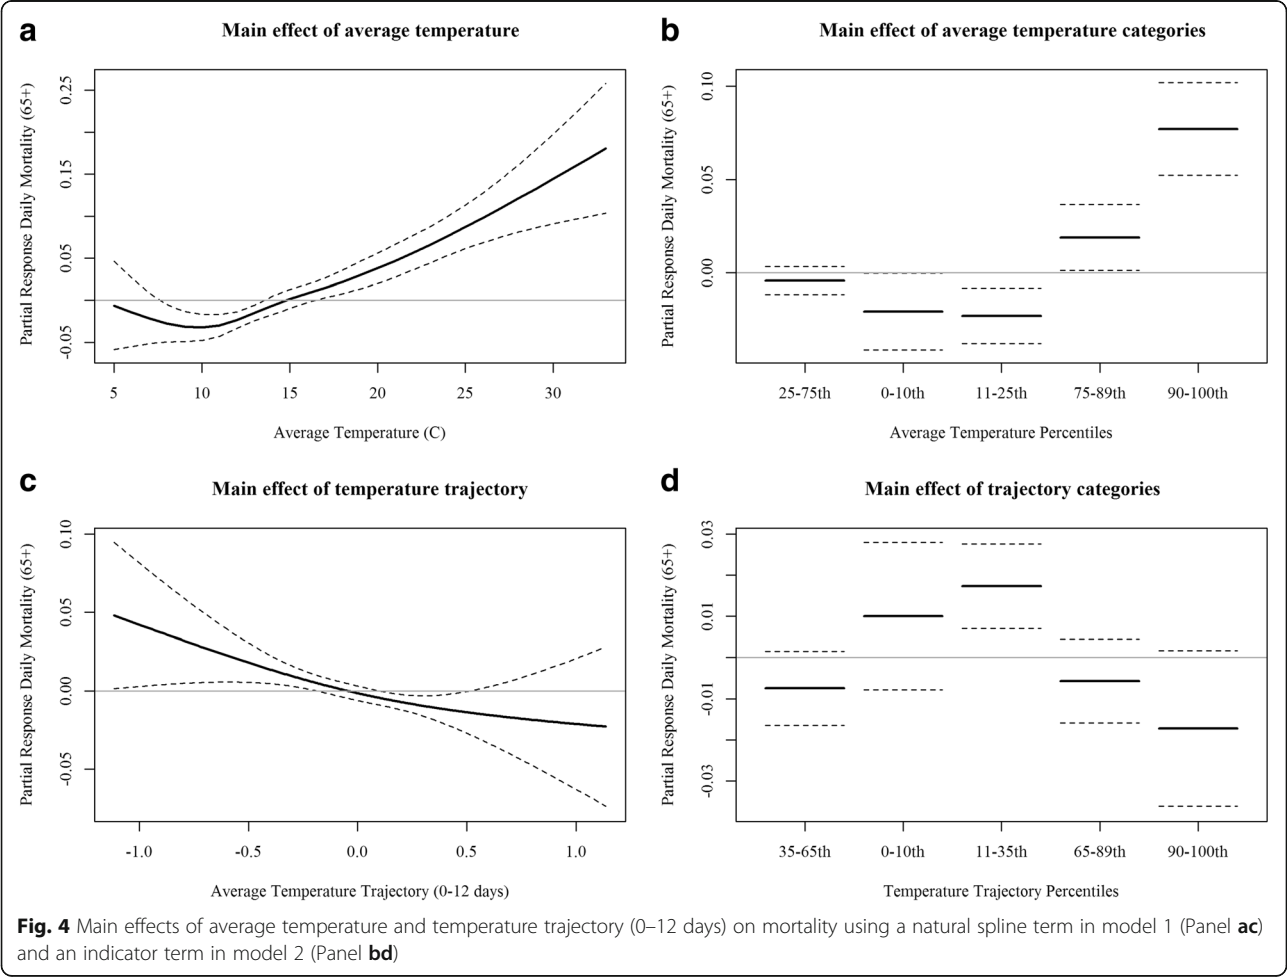 a
Main effect of average temperature
Partial Response Daily Mortality (65+)
0.25
0.15
0.05
-0.05
5 10 15 20 25 30
Average Temperature (C)
b
Main effect of average temperature categories
Partial Response Daily Mortality (65+)
0.10
0.05
0.00
25-75th 0-10th 11-25th 75-89th 90-100th
Average Temperature Percentiles
c
Main effect of temperature trajectory
Partial Response Daily Mortality (65+)
0.10
0.05
0.00
-0.05
-1.0 -0.5 0.0 0.5 1.0
Average Temperature Trajectory (0-12 days)
d
Main effect of trajectory categories
Partial Response Daily Mortality (65+)
0.03
0.01
-0.01
-0.03
35-65th 0-10th 11-35th 65-89th 90-100th
Temperature Trajectory Percentiles
Fig. 4 Main effects of average temperature and temperature trajectory (0–12 days) on mortality using a natural spline term in model 1 (Panel ac)
and an indicator term in model 2 (Panel bd)